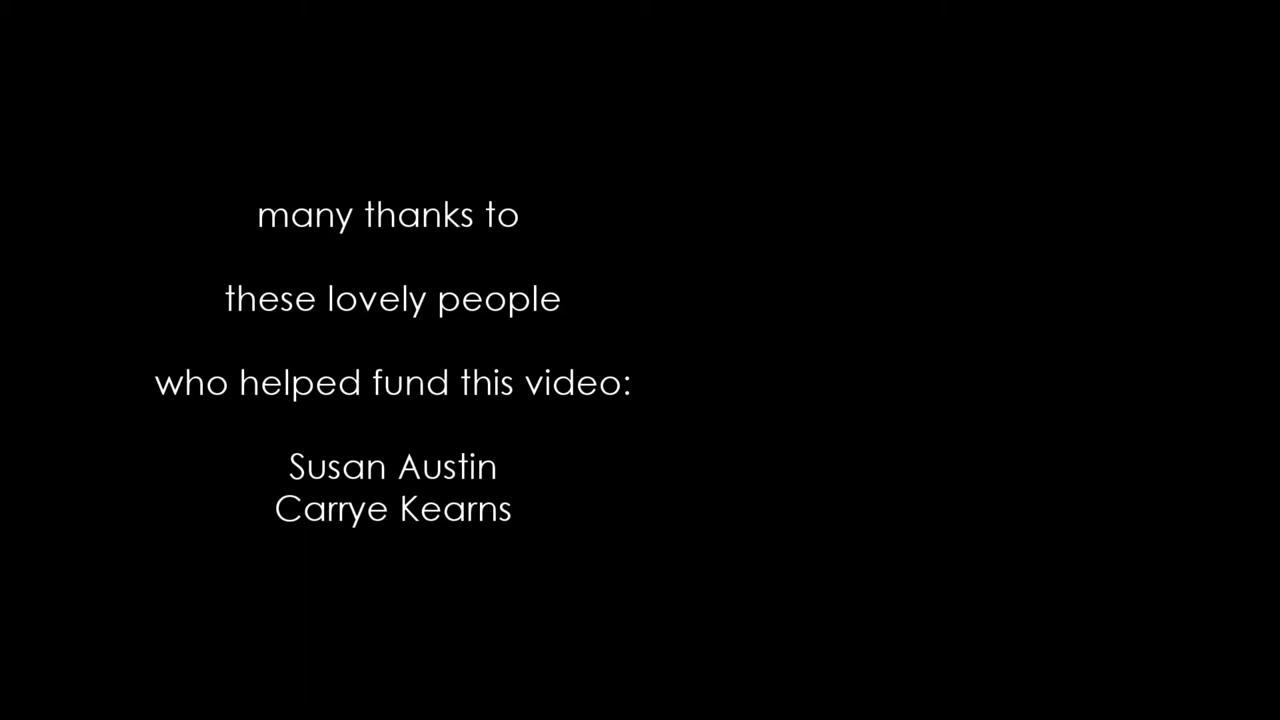 many thanks to
these lovely people
who helped fund this video:
Susan Austin
Carrye Kearns